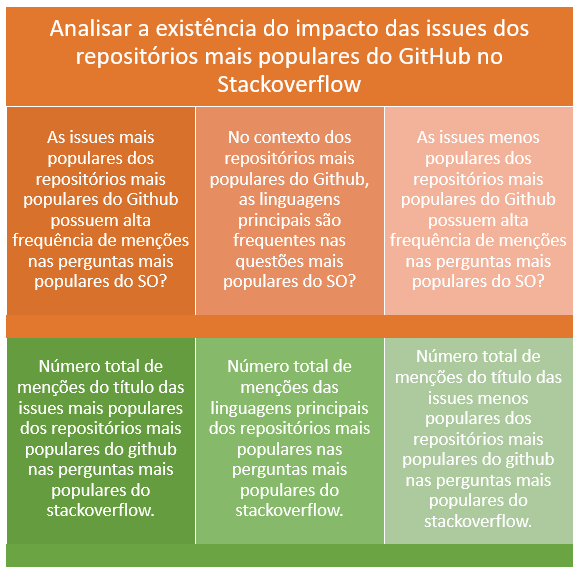 Analisar a existência do impacto das issues dos
repositórios mais populares do GitHub no
Stackoverflow
As issues mais
populares dos
repositórios mais
populares do Github
possuem alta
frequência de menções
nas perguntas mais
populares do SO?
No contexto dos
repositórios mais
populares do Github,
as linguagens
principais são
frequentes nas
questões mais
populares do SO?
As issues menos
populares dos
repositórios mais
populares do Github
possuem alta
frequência de menções
nas perguntas mais
populares do SO?
Número total de
menções do título das
issues mais populares
dos repositórios mais
populares do github
nas perguntas mais
populares do
stackoverflow.
Número total de
menções das
linguagens principais
dos repositórios mais
populares nas
perguntas mais
populares do
stackoverflow.
Número total de
menções do título das
issues menos
populares dos
repositórios mais
populares do github
nas perguntas mais
populares do
stackoverflow.